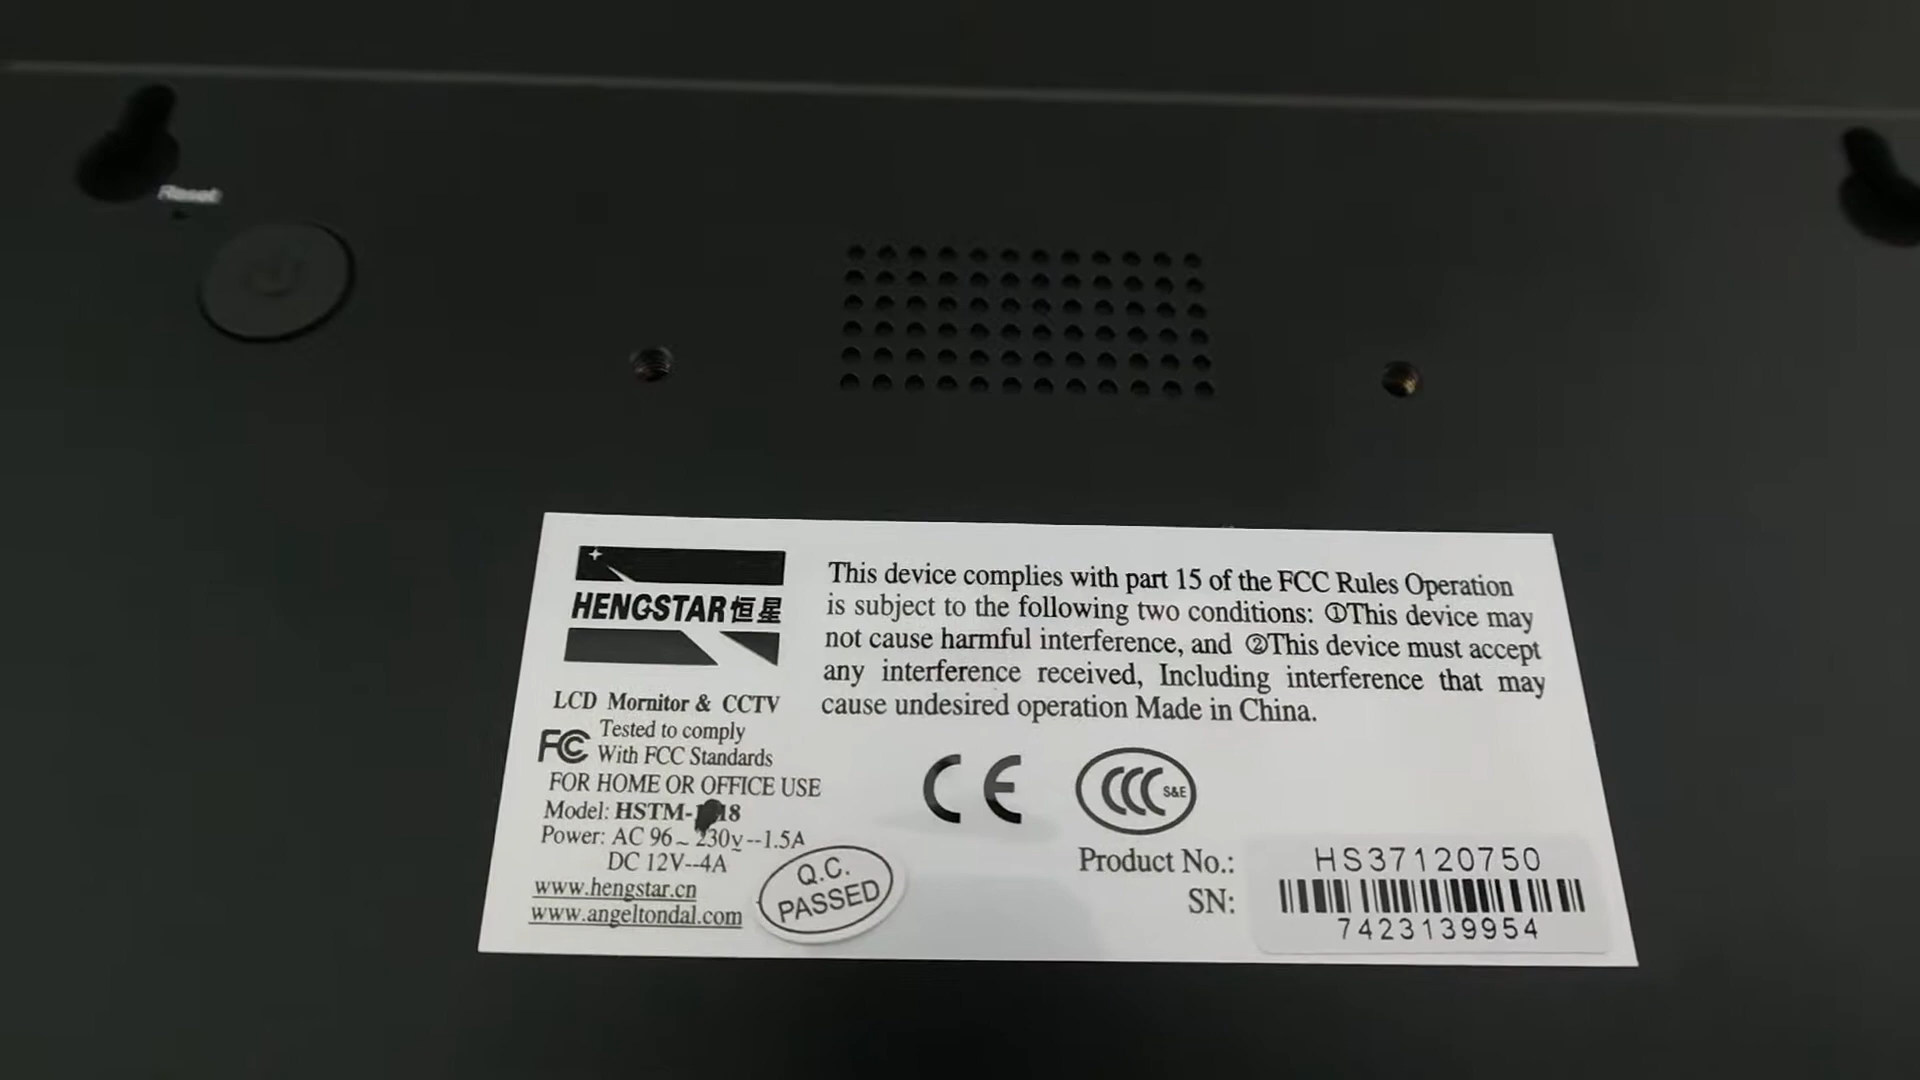 Reset
HENGSTAR恒星
LCD Mornitor & CCTV
FC Tested to comply
With FCC Standards
FOR HOME OR OFFICE USE
Model: HSTM-
Power: AC 96~ 230v--1.5A
DC 12V--4A
www.hengstar.cn
www.angeltondal.com
This device complies with part 15 of the FCC Rules Operation
is subject to the following two conditions: ①This device may
not cause harmful interference, and ②This device must accept
any interference received, Including interference that may
cause undesired operation Made in China.
CE
CCC S&E
Q.C.
PASSED
Product No.: HS37120750
SN:
7423139954